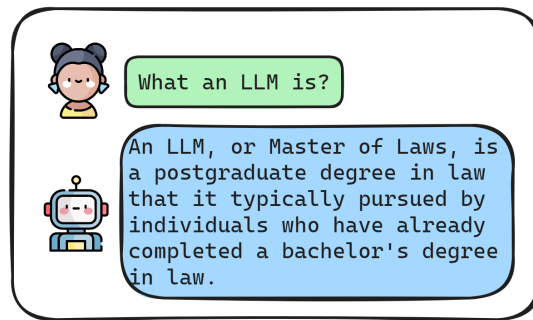 What an LLM is?
An LLM, or Master of Laws, is
a postgraduate degree in law
that it typically pursued by
individuals who have already
completed a bachelor's degree
in law.